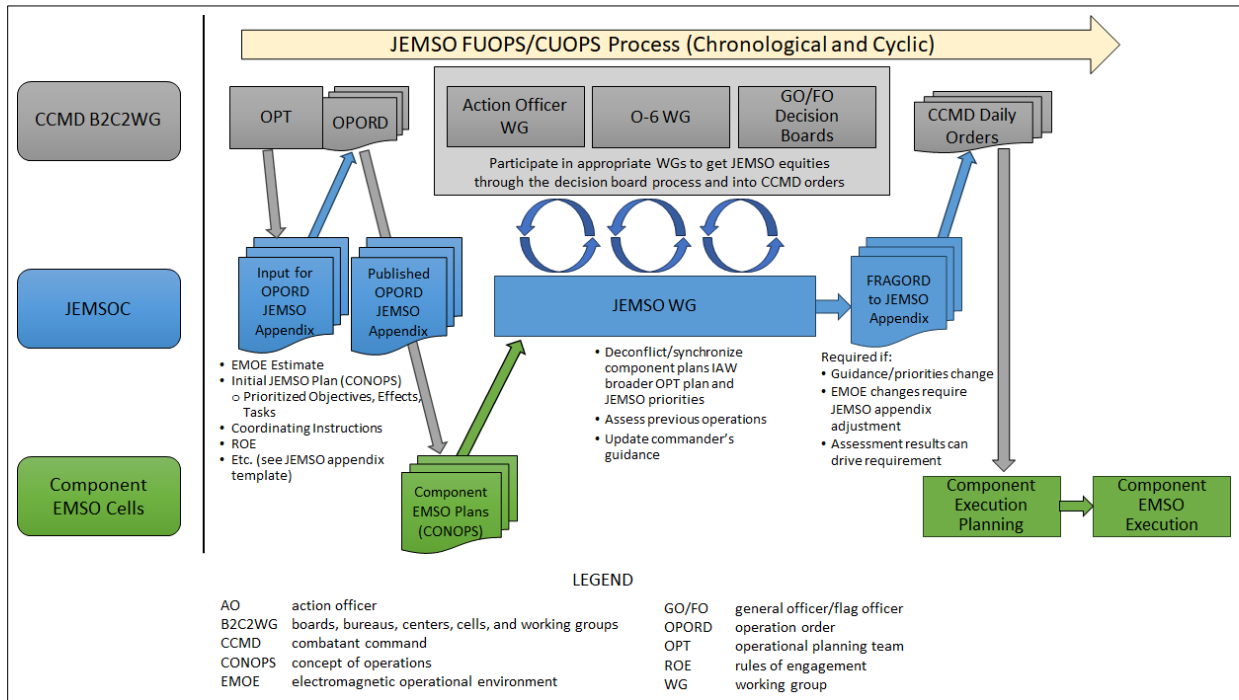 JEMSO FUOPS/CUOPS Process (Chronological and Cyclic)
CCMD B2C2WG
OPT
OPORD
Action Officer
WG
O-6 WG
GO/FO
Decision
Boards
Participate in appropriate WGs to get JEMSO equities
through the decision board process and into CCMD orders
CCMD Daily
Orders
JEMSOC
Input for
OPORD
JEMSO
Appendix
Published
OPORD
JEMSO
Appendix
JEMSO WG
FRAGORD
to JEMSO
Appendix
• EMOE Estimate
• Initial JEMSO Plan (CONOPS)
o Prioritized Objectives, Effects,
Tasks
• Coordinating Instructions
• ROE
• Etc. (see JEMSO appendix
template)
• Deconflict/synchronize
component plans IAW
broader OPT plan and
JEMSO priorities
• Assess previous operations
• Update commander's
guidance
Required if:
• Guidance/priorities change
• EMOE changes require
JEMSO appendix
adjustment
• Assessment results can
drive requirement
Component
EMSO Cells
Component
EMSO Plans
(CONOPS)
Component
Execution
Planning
Component
EMSO
Execution
LEGEND
AO action officer
B2C2WG boards, bureaus, centers, cells, and working groups
CCMD combatant command
CONOPS concept of operations
EMOE electromagnetic operational environment
GO/FO general officer/flag officer
OPORD operation order
OPT operational planning team
ROE rules of engagement
WG working group